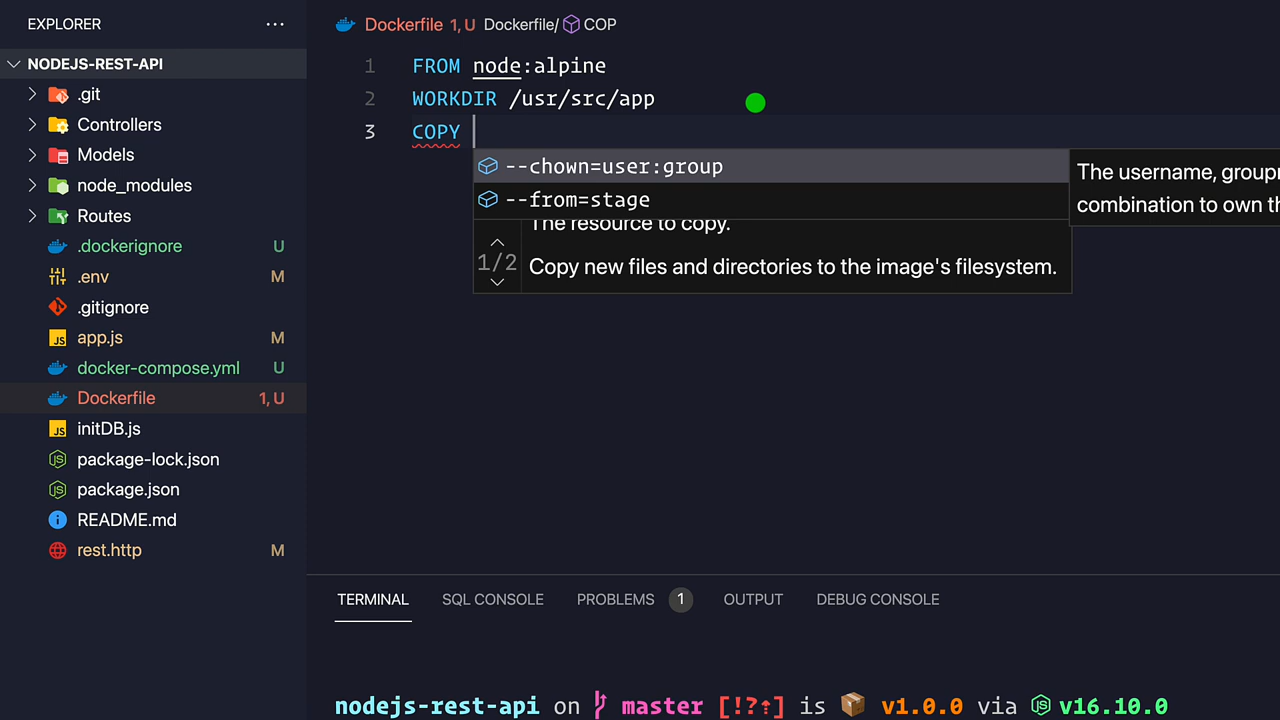 EXPLORER ···
NODEJS-REST-API
.git
Controllers
Models
node_modules
Routes
.dockerignore U
.env M
.gitignore
JS app.js M
docker-compose.yml U
Dockerfile 1, U
JS initDB.js
package-lock.json
package.json
README.md
rest.http M
Dockerfile 1, U Dockerfile/ COP
1 FROM node:alpine
2 WORKDIR /usr/src/app
3 COPY
--chown=user:group
--from=stage
The resource to copy.
1/2 Copy new files and directories to the image's filesystem.
The username, group
combination to own th
TERMINAL SQL CONSOLE PROBLEMS 1 OUTPUT DEBUG CONSOLE
nodejs-rest-api on master [!?⇡] is 📦 v1.0.0 via v16.10.0